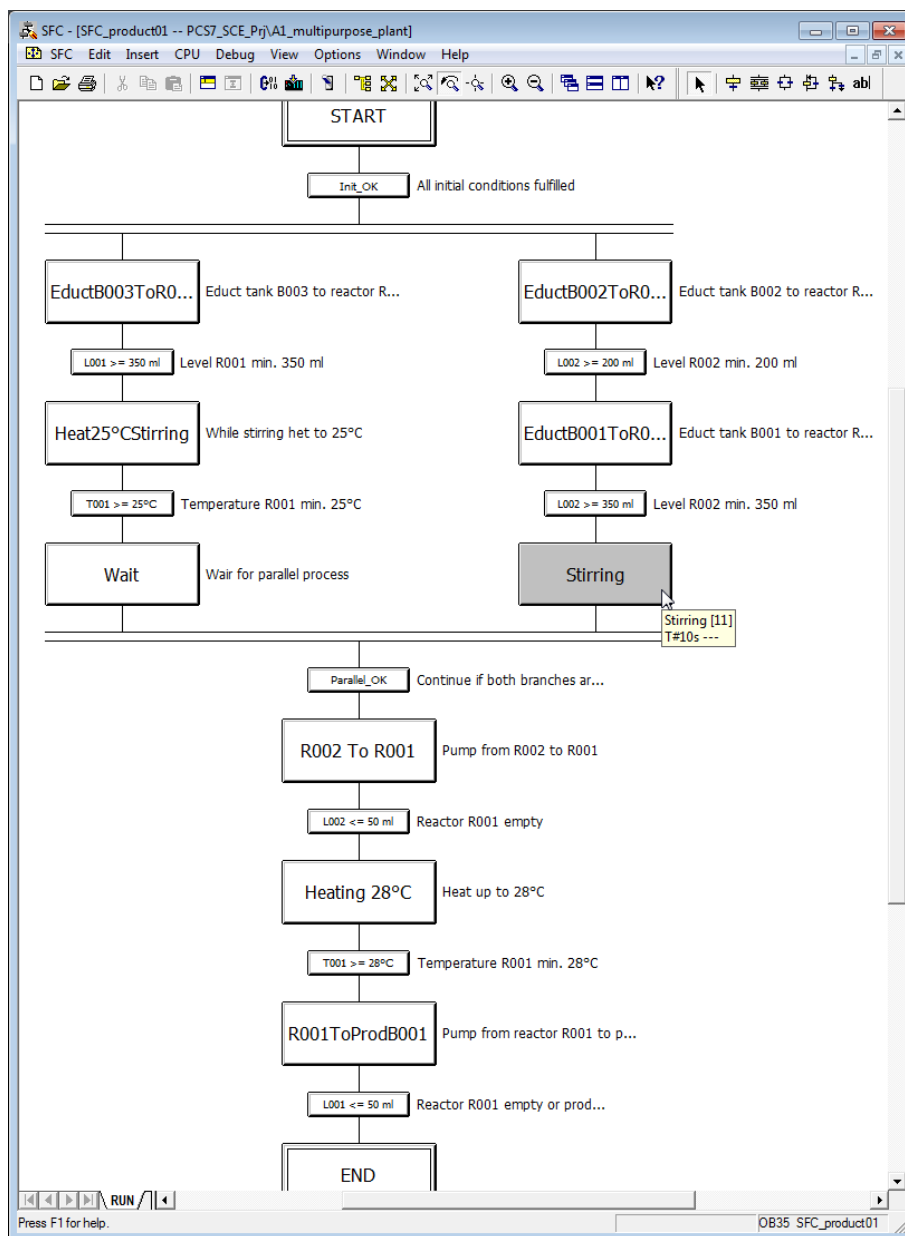 SFC - [SFC_product01 -- PCS7_SCE_Prj\A1_multipurpose_plant]
SFC Edit Insert CPU Debug View Options Window Help
abl
START
Init_OK All initial conditions fulfilled
EductB003ToR0... Educt tank B003 to reactor R... EductB002ToR0... Educt tank B002 to reactor R...
L001 >= 350 ml Level R001 min. 350 ml L002 >= 200 ml Level R002 min. 200 ml
Heat25°CStirring While stirring het to 25°C EductB001ToR0... Educt tank B001 to reactor R...
T001 >= 25°C Temperature R001 min. 25°C L002 >= 350 ml Level R002 min. 350 ml
Wait Wair for parallel process Stirring
Stirring [11]
T#10s ---
Parallel_OK Continue if both branches ar...
R002 To R001 Pump from R002 to R001
L002 <= 50 ml Reactor R001 empty
Heating 28°C Heat up to 28°C
T001 >= 28°C Temperature R001 min. 28°C
R001ToProdB001 Pump from reactor R001 to p...
L001 <= 50 ml Reactor R001 empty or prod...
END
RUN
Press F1 for help. OB35 SFC_product01